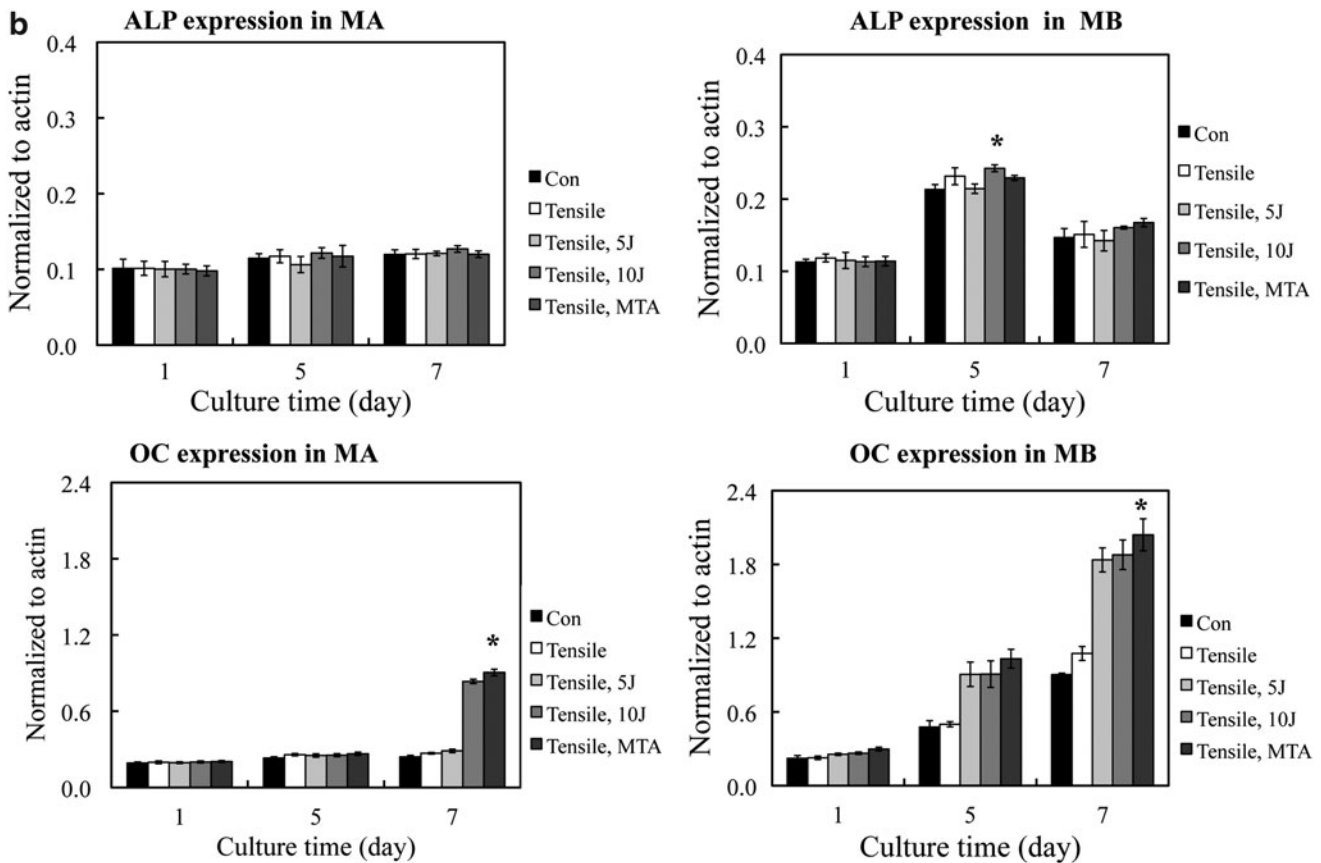 b
ALP expression in MA
Normalized to actin
0.4
0.3
0.2
0.1
0.0
1 5 7
Culture time (day)
Con
Tensile
Tensile, 5J
Tensile, 10J
Tensile, MTA
ALP expression in MB
Normalized to actin
0.4
0.3
0.2
0.1
0.0
*
1 5 7
Culture time (day)
Con
Tensile
Tensile, 5J
Tensile, 10J
Tensile, MTA
OC expression in MA
Normalized to actin
2.4
1.8
1.2
0.6
0.0
*
1 5 7
Culture time (day)
Con
Tensile
Tensile, 5J
Tensile, 10J
Tensile, MTA
OC expression in MB
Normalized to actin
2.4
1.8
1.2
0.6
0.0
*
1 5 7
Culture time (day)
Con
Tensile
Tensile, 5J
Tensile, 10J
Tensile, MTA